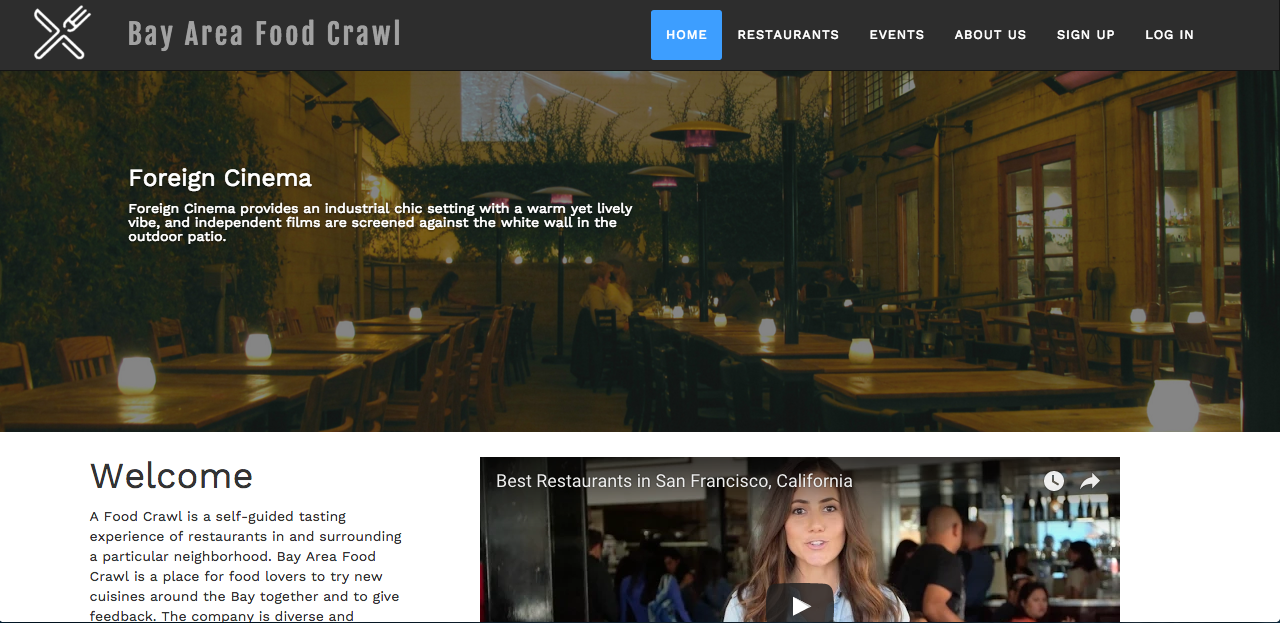 Bay Area Food Crawl
HOME RESTAURANTS EVENTS ABOUT US SIGN UP LOG IN
Foreign Cinema
Foreign Cinema provides an industrial chic setting with a warm yet lively
vibe, and independent films are screened against the white wall in the
outdoor patio.
Welcome
A Food Crawl is a self-guided tasting
experience of restaurants in and surrounding
a particular neighborhood. Bay Area Food
Crawl is a place for food lovers to try new
cuisines around the Bay together and to give
feedback. The company is diverse and
Best Restaurants in San Francisco, California